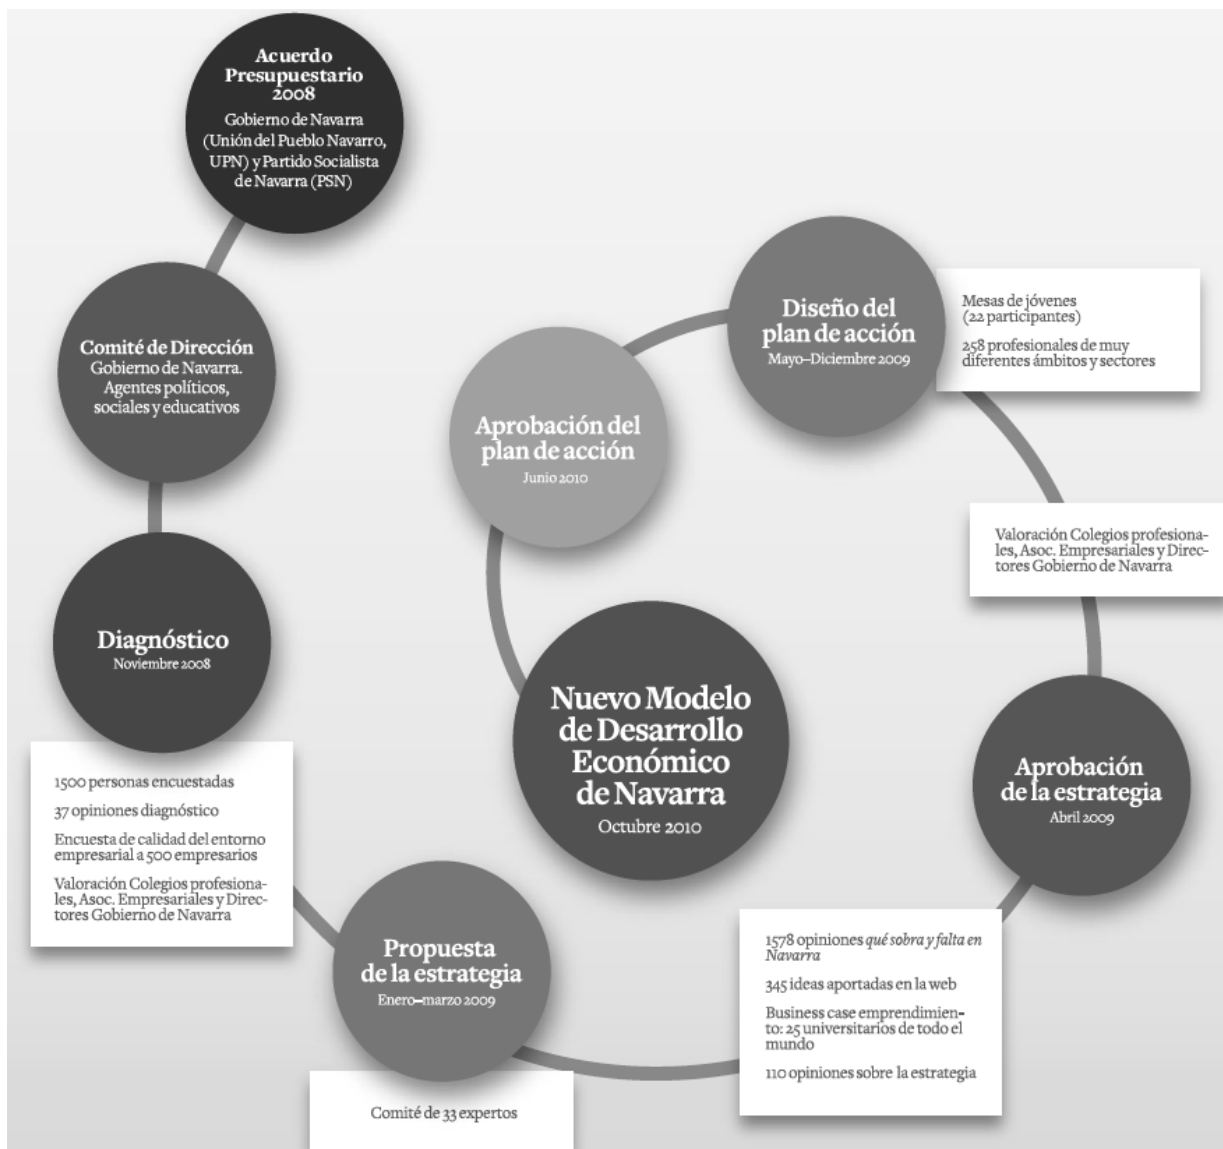 Acuerdo
Presupuestario
2008
Gobierno de Navarra
(Unión del Pueblo Navarro,
UPN) y Partido Socialista
de Navarra (PSN)
Comité de Dirección
Gobierno de Navarra.
Agentes políticos,
sociales y educativos
Diagnóstico
Noviembre 2008
1500 personas encuestadas
37 opiniones diagnóstico
Encuesta de calidad del entorno
empresarial a 500 empresarios
Valoración Colegios profesiona-
les, Asoc. Empresariales y Direc-
tores Gobierno de Navarra
Propuesta
de la estrategia
Enero–marzo 2009
Comité de 33 expertos
1578 opiniones qué sobra y falta en
Navarra
345 ideas aportadas en la web
Business case emprendimien-
to: 25 universitarios de todo el
mundo
110 opiniones sobre la estrategia
Aprobación
de la estrategia
Abril 2009
Valoración Colegios profesiona-
les, Asoc. Empresariales y Direc-
tores Gobierno de Navarra
Diseño del
plan de acción
Mayo–Diciembre 2009
Mesas de jóvenes
(22 participantes)
258 profesionales de muy
diferentes ámbitos y sectores
Aprobación del
plan de acción
Junio 2010
Nuevo Modelo
de Desarrollo
Económico
de Navarra
Octubre 2010